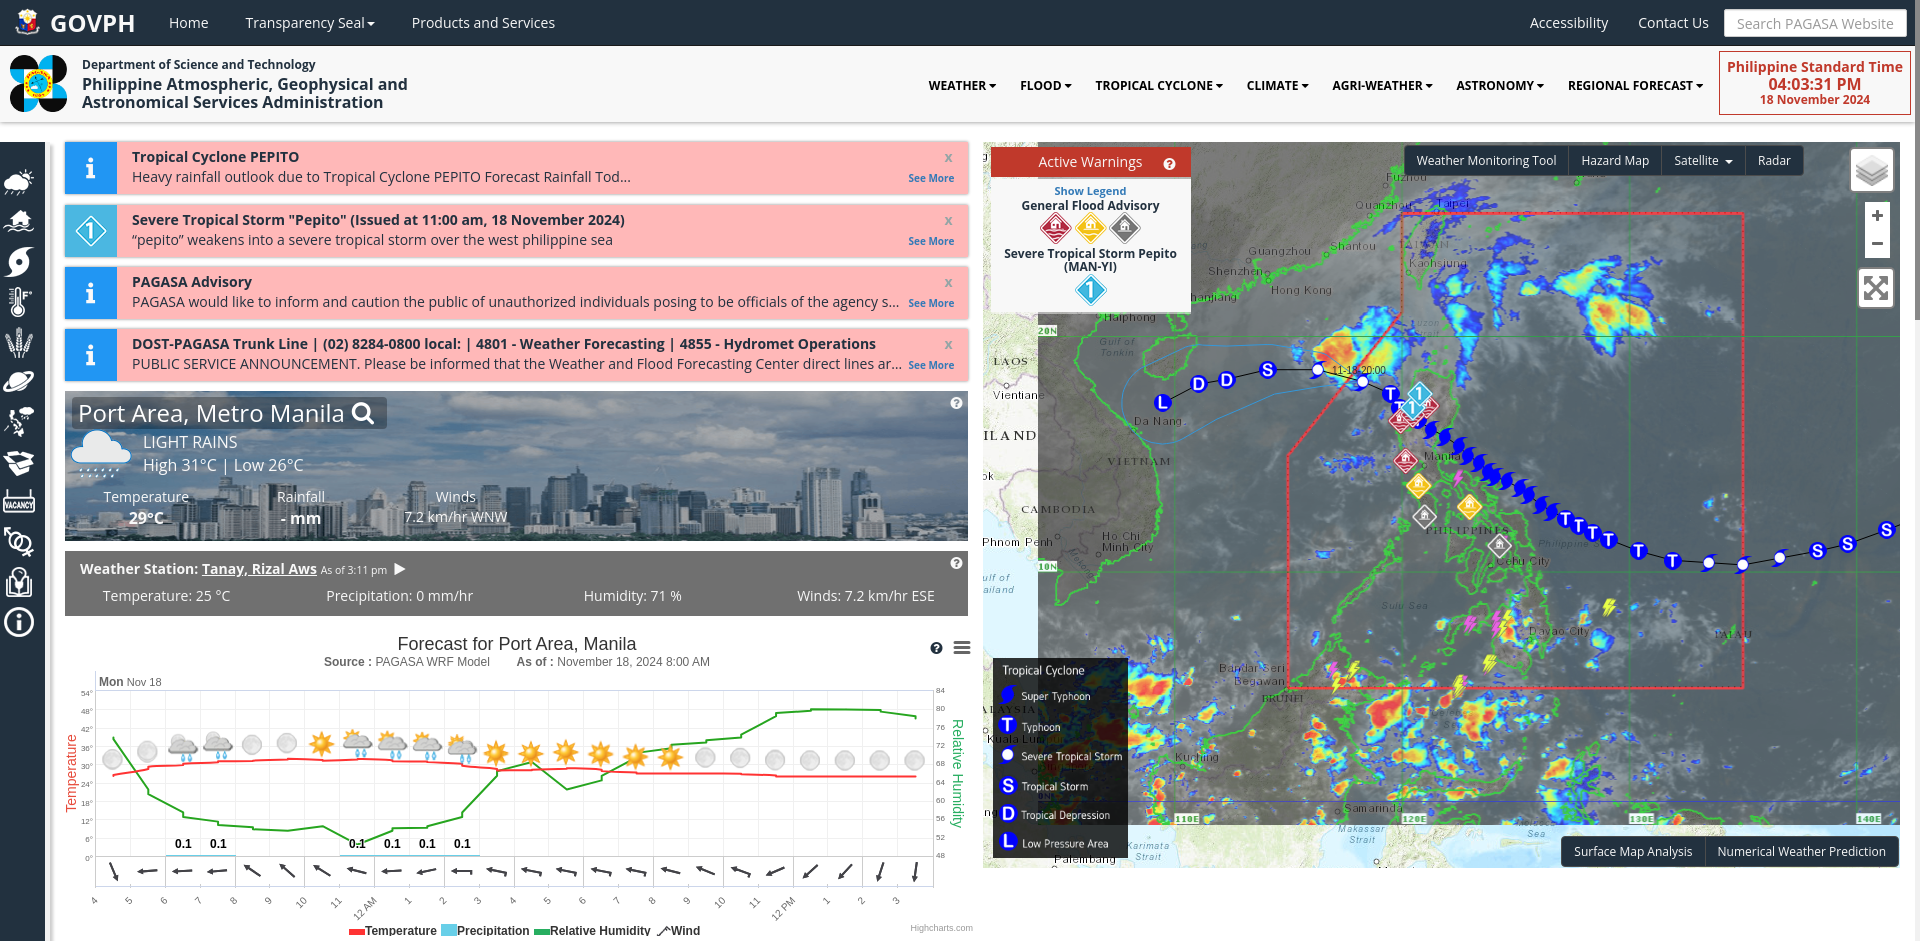 GOVPH
Home
Transparency Seal
Products and Services
Accessibility
Contact Us
Search PAGASA Website
Department of Science and Technology
Philippine Atmospheric, Geophysical and
Astronomical Services Administration
WEATHER
FLOOD
TROPICAL CYCLONE
CLIMATE
AGRI-WEATHER
ASTRONOMY
REGIONAL FORECAST
Philippine Standard Time
04:03:31 PM
18 November 2024
Tropical Cyclone PEPITO
x
Heavy rainfall outlook due to Tropical Cyclone PEPITO Forecast Rainfall Tod...
See More
1
Severe Tropical Storm "Pepito" (Issued at 11:00 am, 18 November 2024)
x
“pepito” weakens into a severe tropical storm over the west philippine sea
See More
PAGASA Advisory
x
PAGASA would like to inform and caution the public of unauthorized individuals posing to be officials of the agency s...
See More
DOST-PAGASA Trunk Line | (02) 8284-0800 local: | 4801 - Weather Forecasting | 4855 - Hydromet Operations
x
PUBLIC SERVICE ANNOUNCEMENT. Please be informed that the Weather and Flood Forecasting Center direct lines ar...
See More
VACANCY
Port Area, Metro Manila
LIGHT RAINS
High 31°C | Low 26°C
Temperature
29°C
Rainfall
- mm
Winds
7.2 km/hr WNW
Weather Station: Tanay, Rizal Aws As of 3:11 pm
Temperature: 25 °C
Precipitation: 0 mm/hr
Humidity: 71 %
Winds: 7.2 km/hr ESE
Forecast for Port Area, Manila
Source : PAGASA WRF Model As of : November 18, 2024 8:00 AM
Mon Nov 18
Temperature
54°
48°
42°
36°
30°
24°
18°
12°
6°
0°
84
80
76
72
68
64
60
56
52
48
Relative Humidity
0.1
0.1
0.1
0.1
0.1
0.1
4
5
6
7
8
9
10
11
12 AM
1
2
3
4
5
6
7
8
9
10
11
12 PM
1
2
3
Temperature
Precipitation
Relative Humidity
Wind
Highcharts.com
Active Warnings
Show Legend
General Flood Advisory
Severe Tropical Storm Pepito
(MAN-YI)
1
Weather Monitoring Tool
Hazard Map
Satellite
Radar
+
−
Fuzhou
Quanzhou
Taipei
TAIWAN
Kaohsiung
Guangzhou
Shantou
Shenzhen
Hong Kong
hanjiang
Haiphong
Gulf of
Tonkin
20N
LAOS
Vientiane
Da Nang
ILAND
VIETNAM
CAMBODIA
Phnom Penh
Ho Chi
Minh City
10N
ulf of
ailand
11-18-20:00
Manila
PHILIPPINES
Philippine S
Cebu City
Sulu Sea
Davao City
PALAU
Bandar Seri
Begawan
BRUNEI
ALAYSIA
Kuala Lum
Kuching
Samarinda
110E
120E
130E
140E
Makassar
Strait
Karimata
Strait
Sea
Palembang
L
D
D
S
T
1
1
T
T
T
T
T
T
T
S
S
S
Tropical Cyclone
Super Typhoon
T
Typhoon
Severe Tropical Storm
S
Tropical Storm
D
Tropical Depression
L
Low Pressure Area
Surface Map Analysis
Numerical Weather Prediction